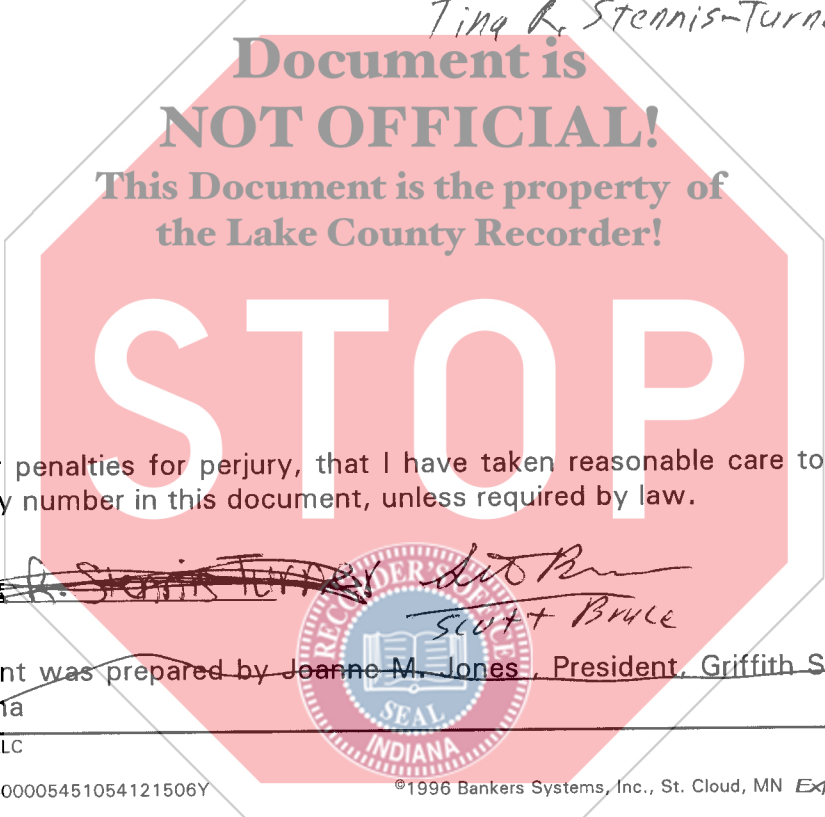 Tina R. Stennis-Turn
Document is
NOT OFFICIAL!
This Document is the property of
the Lake County Recorder!
STOP
penalties for perjury, that I have taken reasonable care to
y number in this document, unless required by law.
R. Stennis Turner
Scott Bruce
RECORDER'S OFFICE
nt was prepared by Joanne M. Jones , President, Griffith S
na
SEAL
INDIANA
LC
00005451054121506Y ©1996 Bankers Systems, Inc., St. Cloud, MN Ex